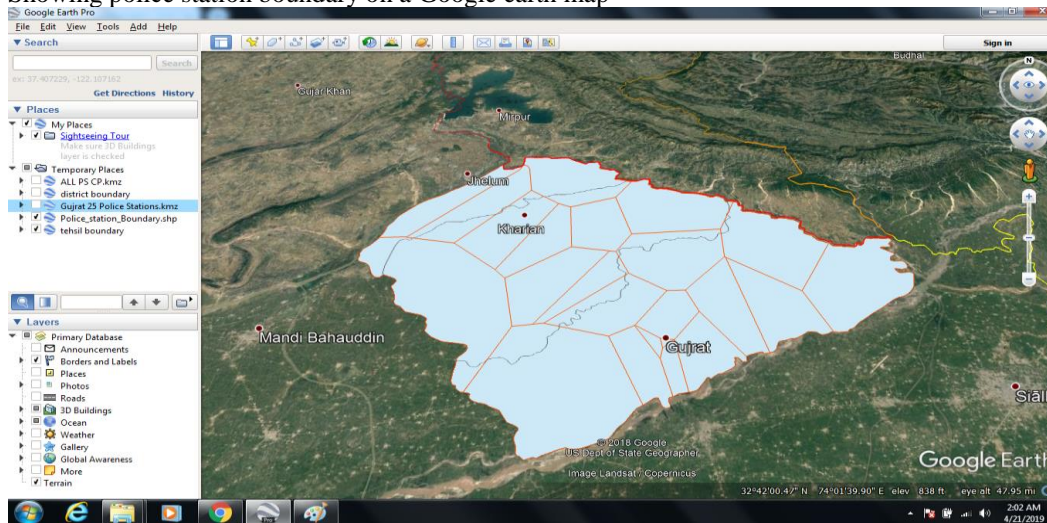 Showing police station boundary on a Google earth map
Google Earth Pro
File Edit View Tools Add Help
Search
Sign in
Search
37.407229, -122.107162
Get Directions History
Places
My Places
Sightseeing Tour
Make sure 3D Buildings
layer is checked
Temporary Places
ALL PS CP.kmz
district boundary
Gujrat 25 Police Stations.kmz
Police_station_Boundary.shp
tehsil boundary
Layers
Primary Database
Announcements
Borders and Labels
Places
Photos
Roads
3D Buildings
Ocean
Weather
Gallery
Global Awareness
More
Terrain
Budhal
N
Gujar Khan
Mirpur
Jhelum
Kharian
Mandi Bahauddin
Gujrat
Siāl
© 2018 Google
US Dept of State Geographer
Image Landsat / Copernicus
Google Earth
32°42'00.47" N 74°01'39.90" E elev 838 ft eye alt 47.95 mi
2:02 AM
4/21/2019